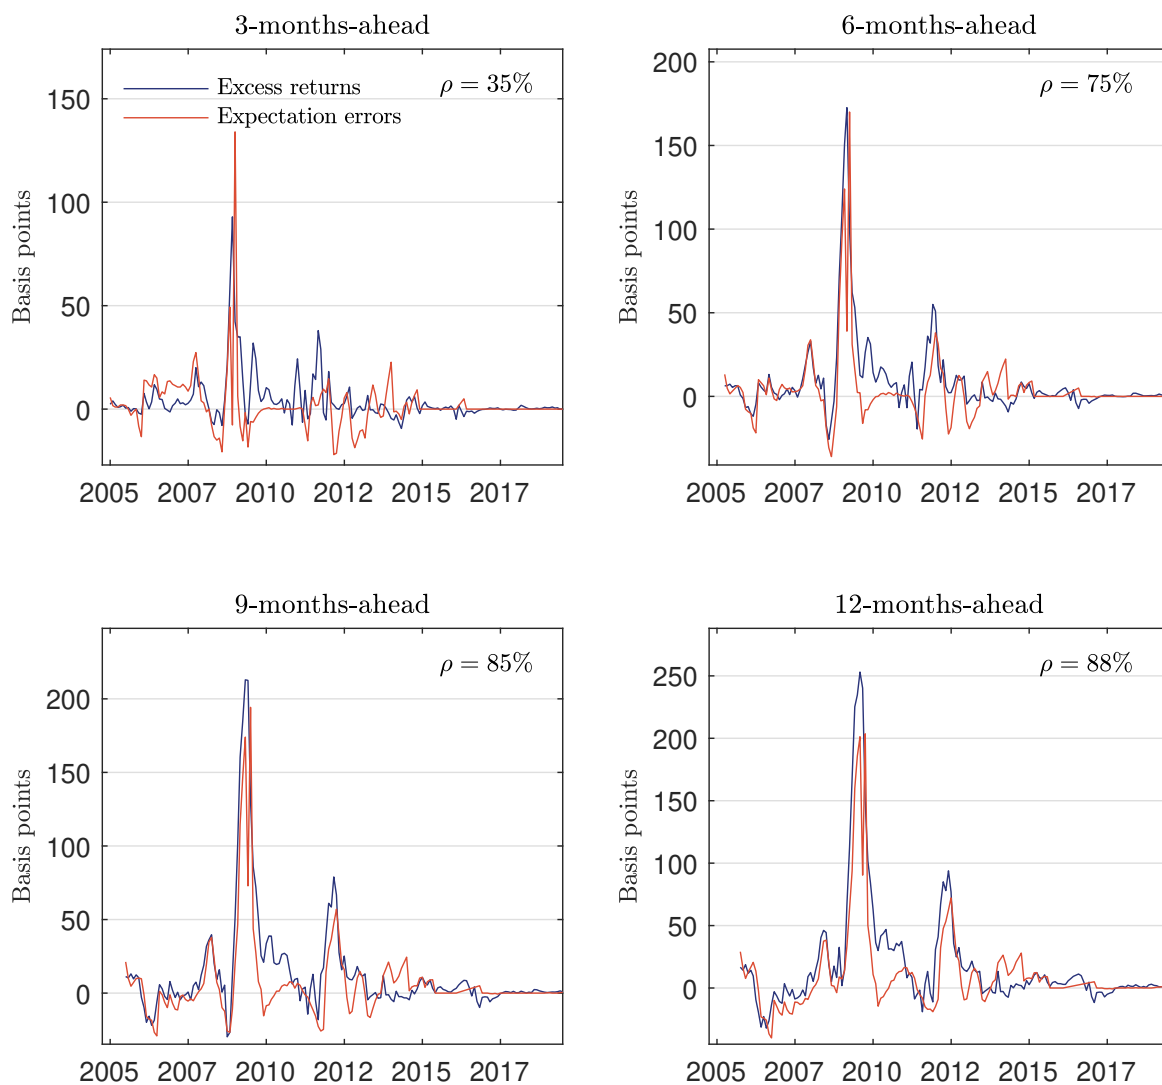 3-months-ahead
Excess returns
Expectation errors
ρ = 35%
Basis points
150
100
50
0
2005 2007 2010 2012 2015 2017
6-months-ahead
ρ = 75%
Basis points
200
150
100
50
0
2005 2007 2010 2012 2015 2017
9-months-ahead
ρ = 85%
Basis points
200
150
100
50
0
2005 2007 2010 2012 2015 2017
12-months-ahead
ρ = 88%
Basis points
250
200
150
100
50
0
2005 2007 2010 2012 2015 2017